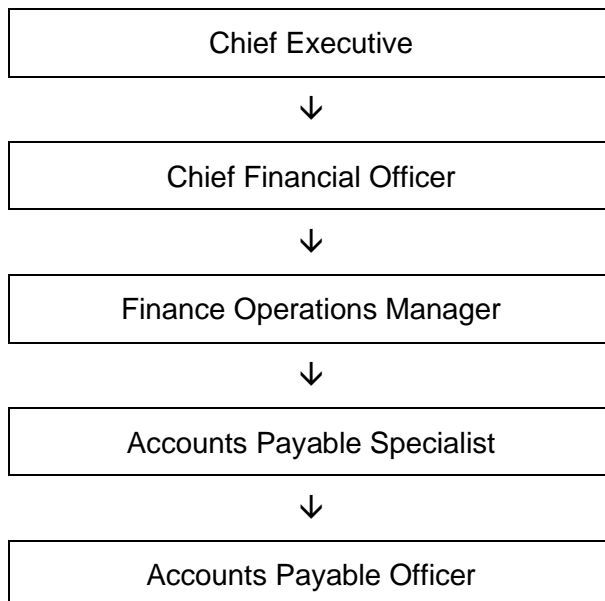 Chief Executive
↓
Chief Financial Officer
↓
Finance Operations Manager
↓
Accounts Payable Specialist
↓
Accounts Payable Officer